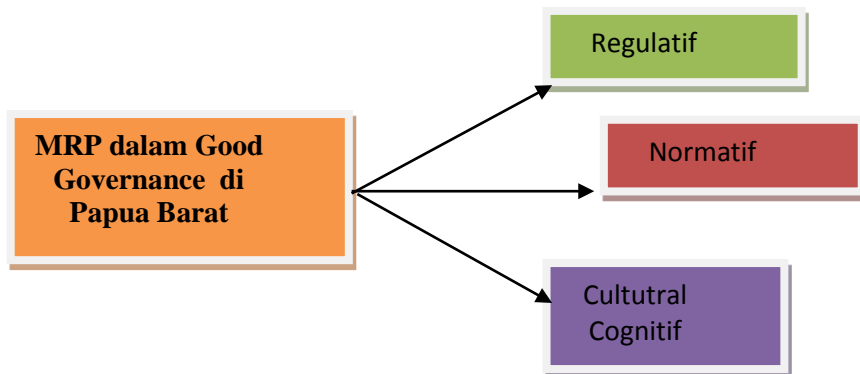 MRP dalam Good
Governance di
Papua Barat
Regulatif
Normatif
Cultutral
Cognitif